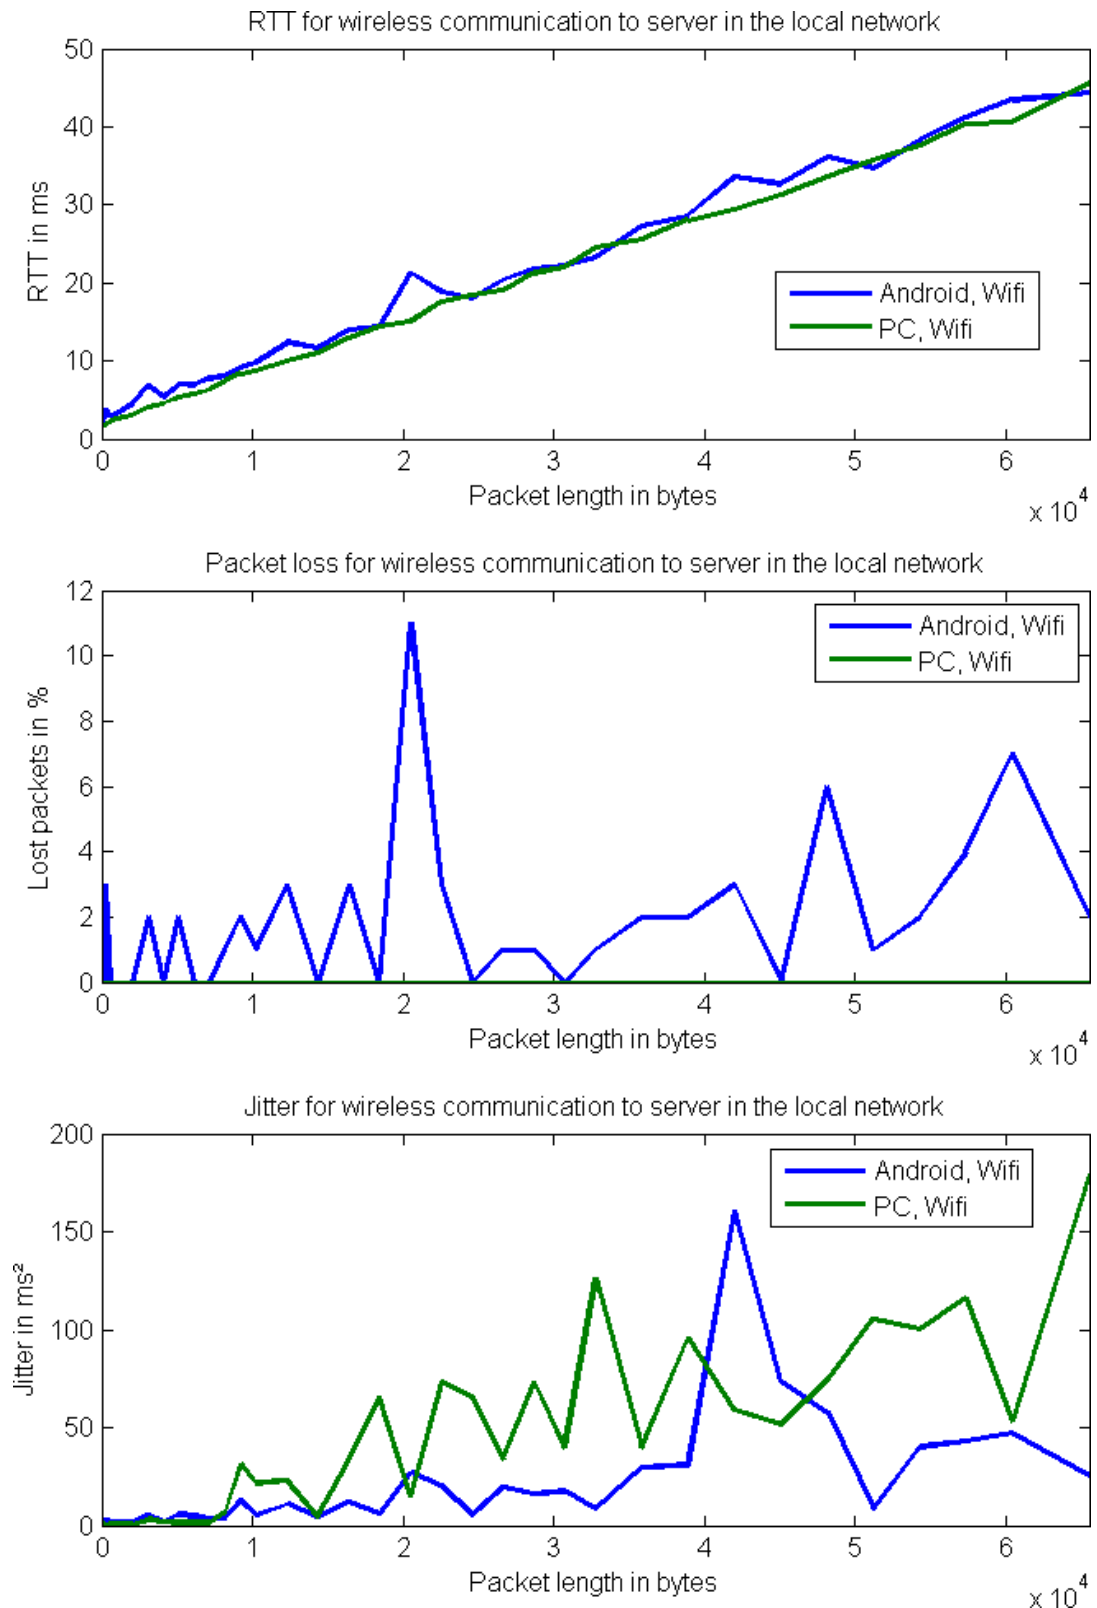 RTT for wireless communication to server in the local network
50
40
30
20
10
0
RTT in ms
Android, Wifi
PC, Wifi
0 1 2 3 4 5 6
Packet length in bytes
x 10⁴
Packet loss for wireless communication to server in the local network
12
10
8
6
4
2
0
Lost packets in %
Android, Wifi
PC, Wifi
0 1 2 3 4 5 6
Packet length in bytes
x 10⁴
Jitter for wireless communication to server in the local network
200
150
100
50
0
Jitter in ms²
Android, Wifi
PC, Wifi
0 1 2 3 4 5 6
Packet length in bytes
x 10⁴